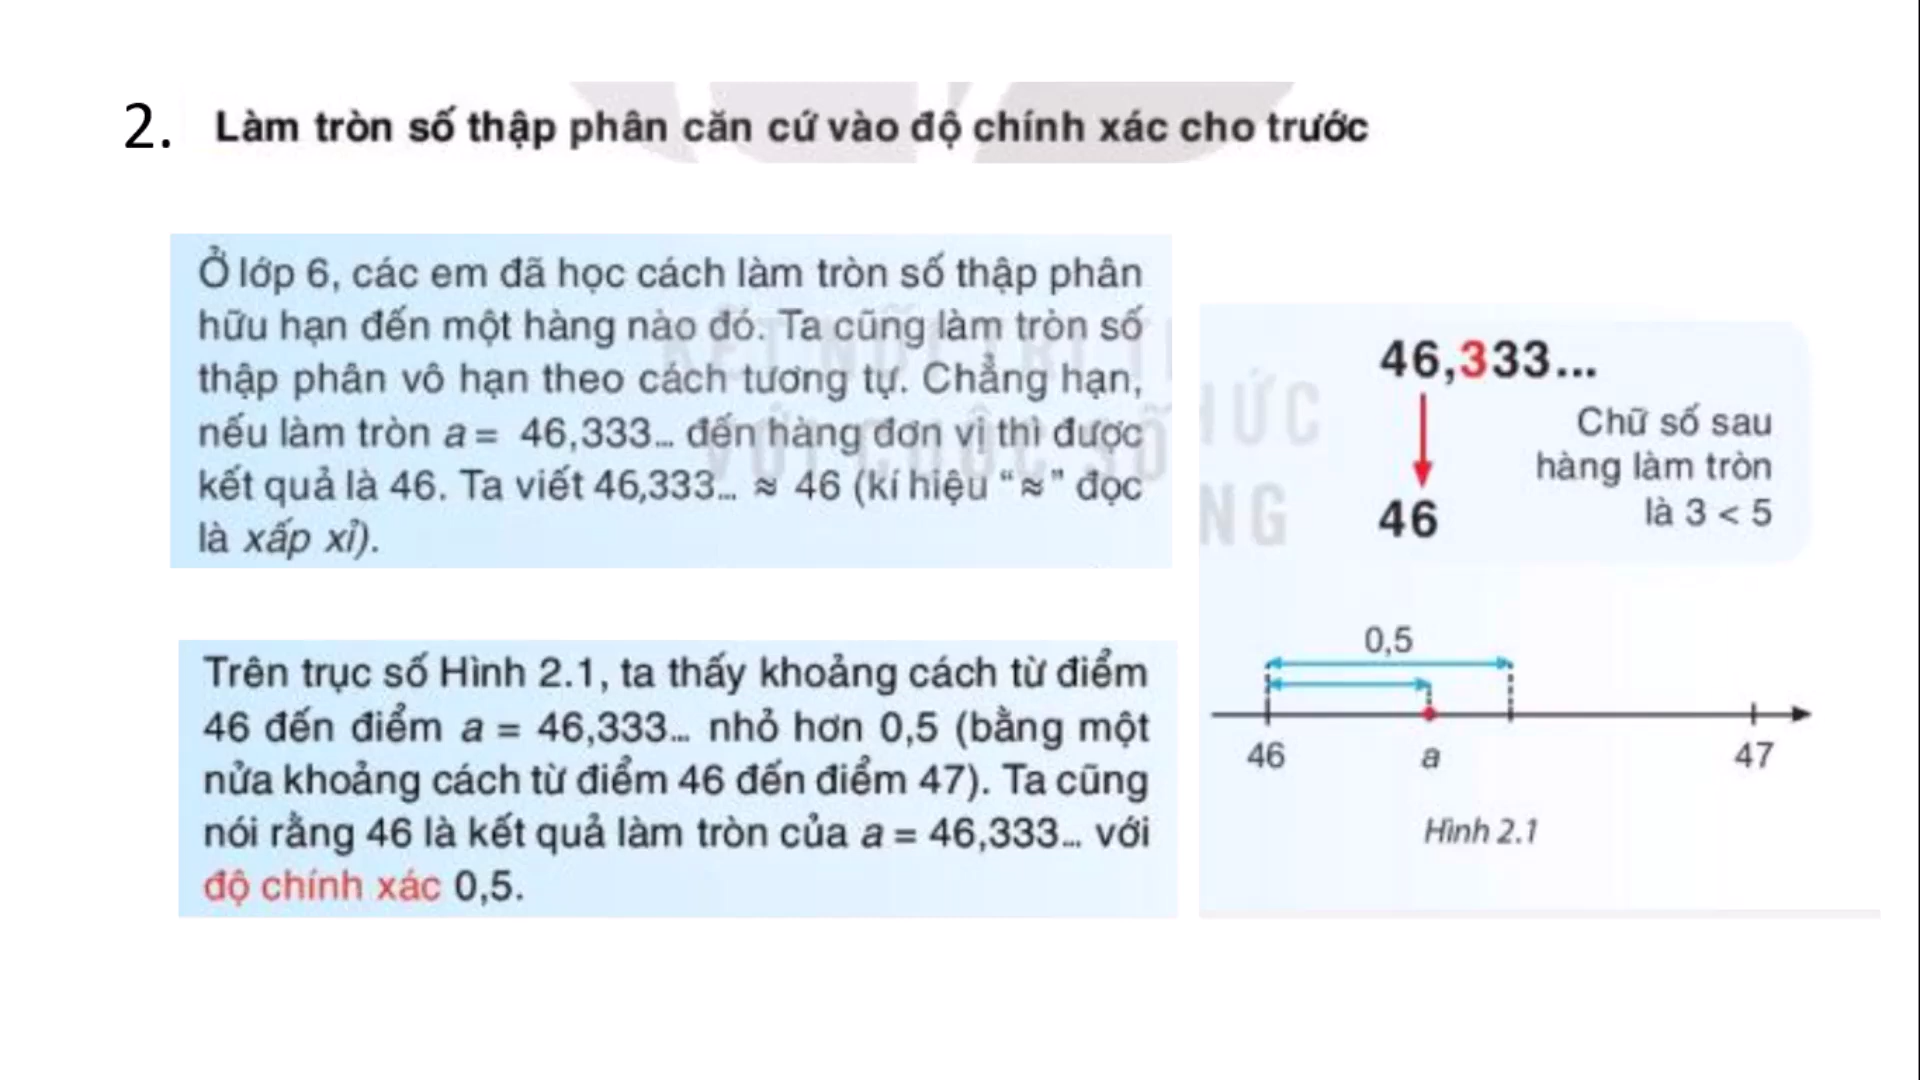 2. Làm tròn số thập phân căn cứ vào độ chính xác cho trước
Ở lớp 6, các em đã học cách làm tròn số thập phân
hữu hạn đến một hàng nào đó. Ta cũng làm tròn số
thập phân vô hạn theo cách tương tự. Chẳng hạn,
nếu làm tròn a = 46,333... đến hàng đơn vị thì được
kết quả là 46. Ta viết 46,333... ≈ 46 (kí hiệu “≈” đọc
là xấp xỉ).
46,333...
Chữ số sau
hàng làm tròn
là 3 < 5
46
Trên trục số Hình 2.1, ta thấy khoảng cách từ điểm
46 đến điểm a = 46,333... nhỏ hơn 0,5 (bằng một
nửa khoảng cách từ điểm 46 đến điểm 47). Ta cũng
nói rằng 46 là kết quả làm tròn của a = 46,333... với
độ chính xác 0,5.
0,5
46 a 47
Hình 2.1
KẾT NỐI TRI THỨC
VỚI CUỘC SỐNG